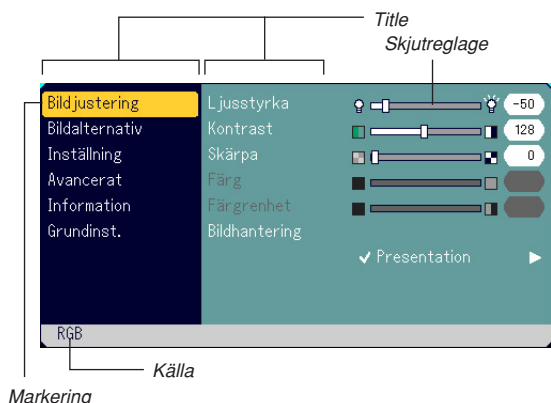 Title
Skjutreglage
Bildjustering Ljusstyrka -50
Bildalternativ Kontrast 128
Inställning Skärpa 0
Avancerat Färg
Information Färgrenhet
Grundinst. Bildhantering
Presentation
RGB
Källa
Markering